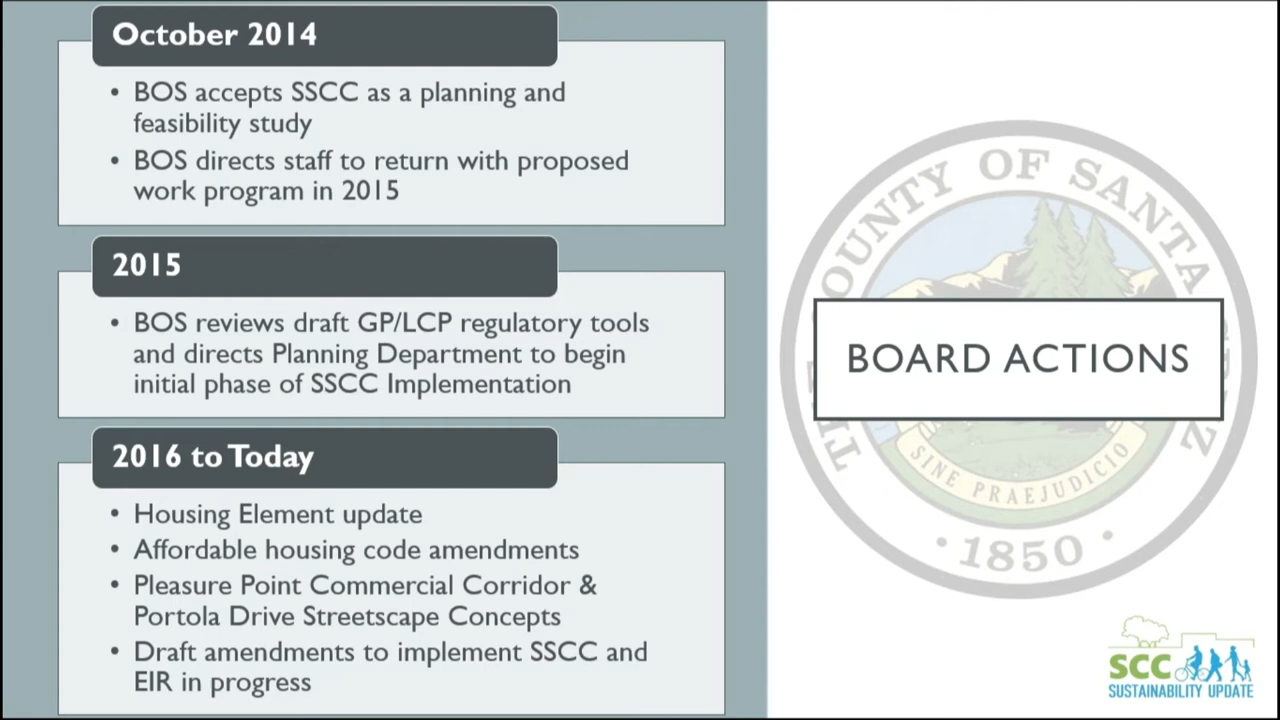 October 2014
• BOS accepts SSCC as a planning and
feasibility study
• BOS directs staff to return with proposed
work program in 2015
2015
• BOS reviews draft GP/LCP regulatory tools
and directs Planning Department to begin
initial phase of SSCC Implementation
2016 to Today
• Housing Element update
• Affordable housing code amendments
• Pleasure Point Commercial Corridor &
Portola Drive Streetscape Concepts
• Draft amendments to implement SSCC and
EIR in progress
OF SANTA
BOARD ACTIONS
SINE PRAEJUDICIO
• 1850 •
SCC
SUSTAINABILITY UPDATE